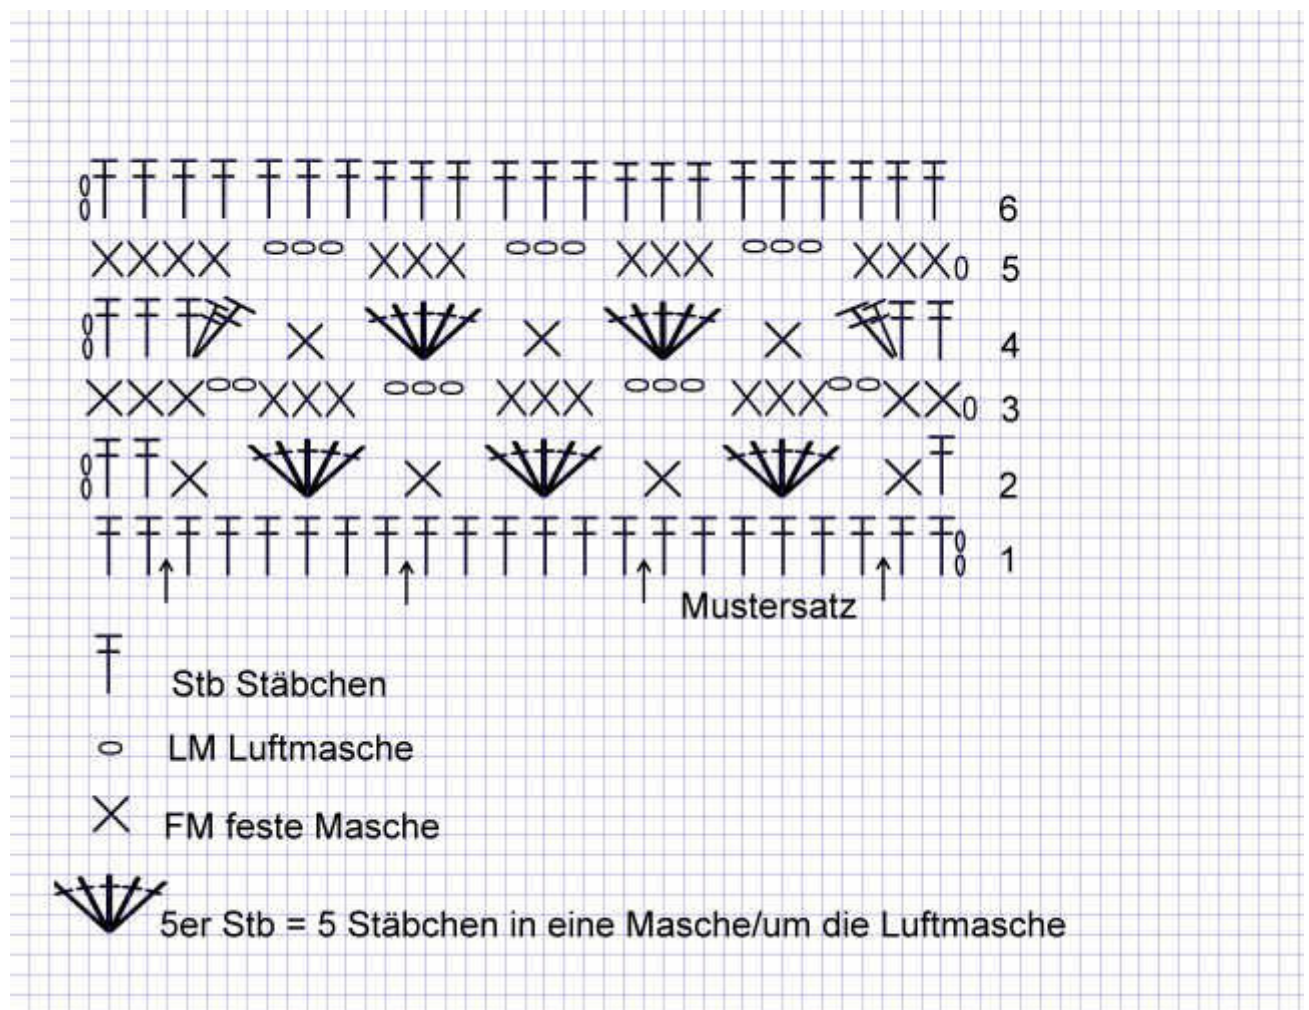 6
5
4
3
2
1
Mustersatz
Stb Stäbchen
LM Luftmasche
FM feste Masche
5er Stb = 5 Stäbchen in eine Masche/um die Luftmasche